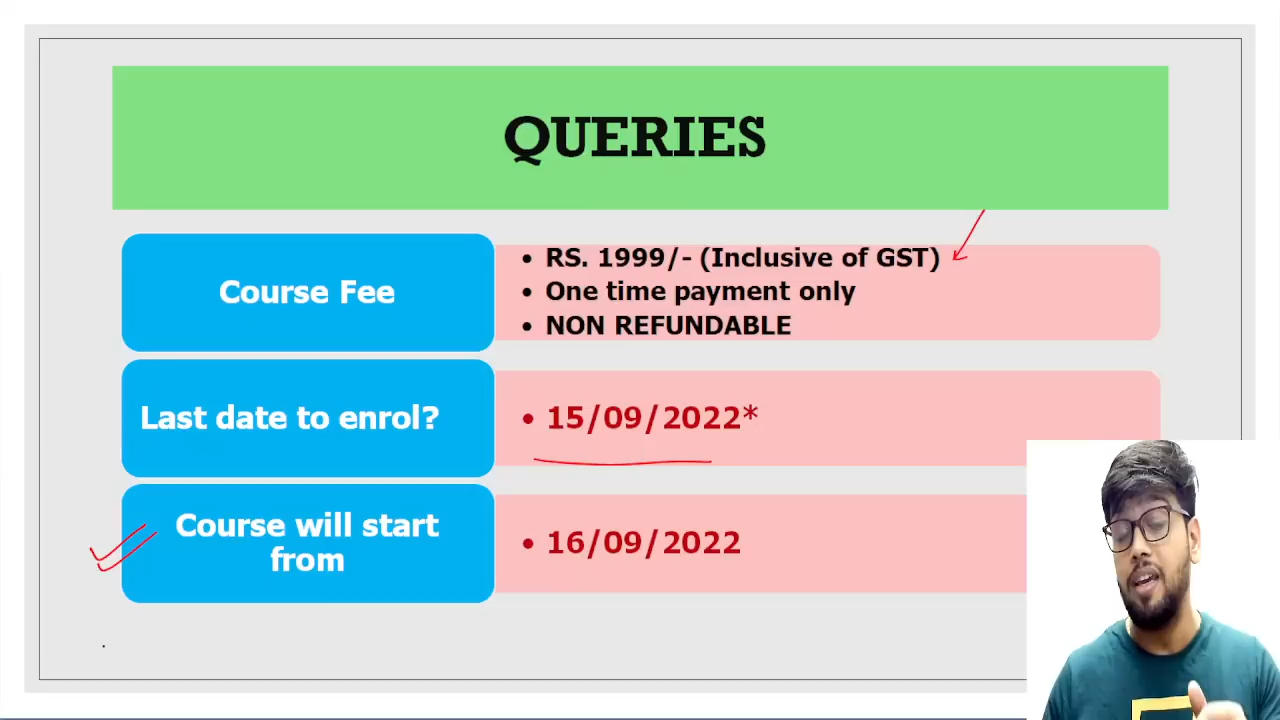 QUERIES
Course Fee
• RS. 1999/- (Inclusive of GST)
• One time payment only
• NON REFUNDABLE
Last date to enrol?
• 15/09/2022*
Course will start
from
• 16/09/2022